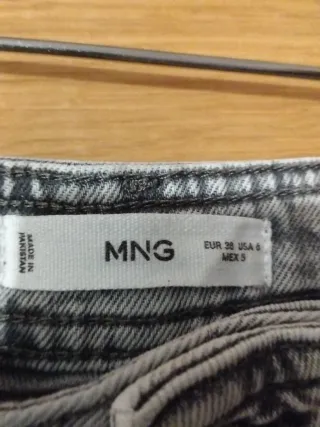 MADE IN
PAKISTAN
MNG
EUR 38 USA 6
MEX 5